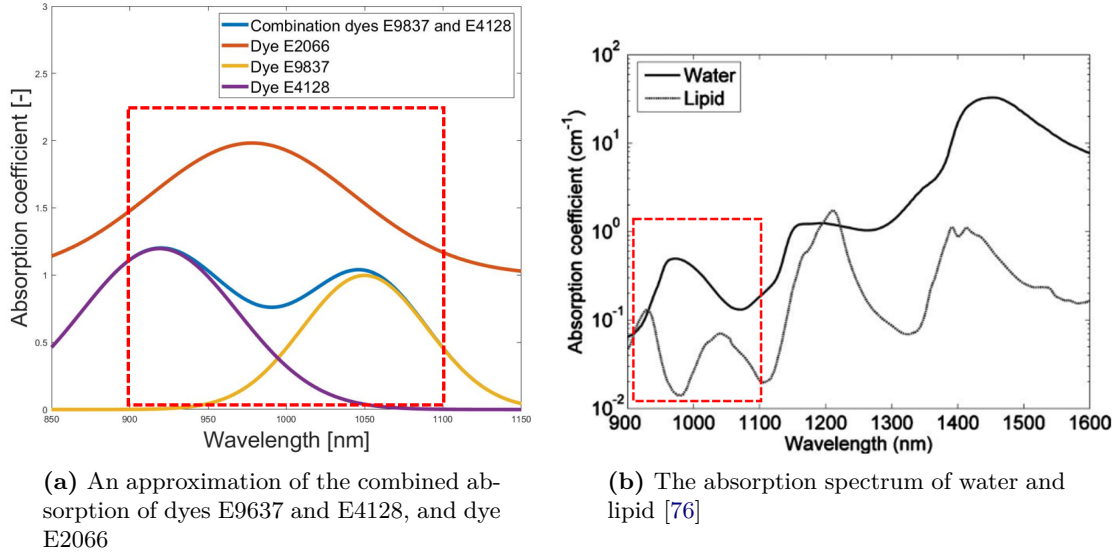 Combination dyes E9837 and E4128
Dye E2066
Dye E9837
Dye E4128
3
2.5
2
1.5
1
0.5
0
850
900
950
1000
1050
1100
1150
Absorption coefficient [-]
Wavelength [nm]
(a) An approximation of the combined ab-
sorption of dyes E9637 and E4128, and dye
E2066
Water
Lipid
10²
10¹
10⁰
10⁻¹
10⁻²
900
1000
1100
1200
1300
1400
1500
1600
Absorption coefficient (cm⁻¹)
Wavelength (nm)
(b) The absorption spectrum of water and
lipid [76]